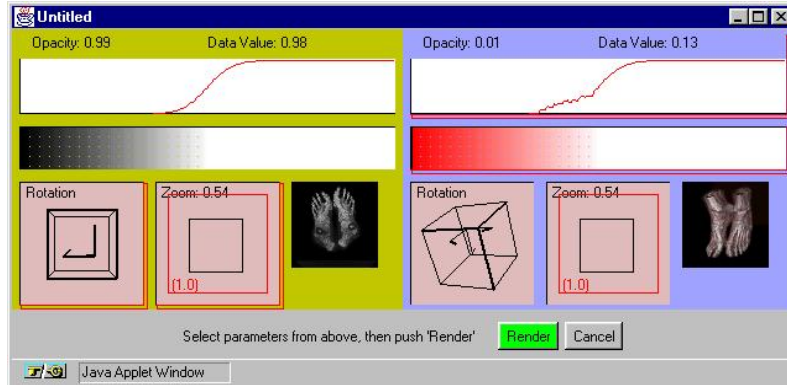 Untitled
Opacity: 0.99 Data Value: 0.98
Opacity: 0.01 Data Value: 0.13
Rotation
Zoom: 0.54
(1.0)
Rotation
Zoom: 0.54
(1.0)
Select parameters from above, then push 'Render'
Render
Cancel
Java Applet Window